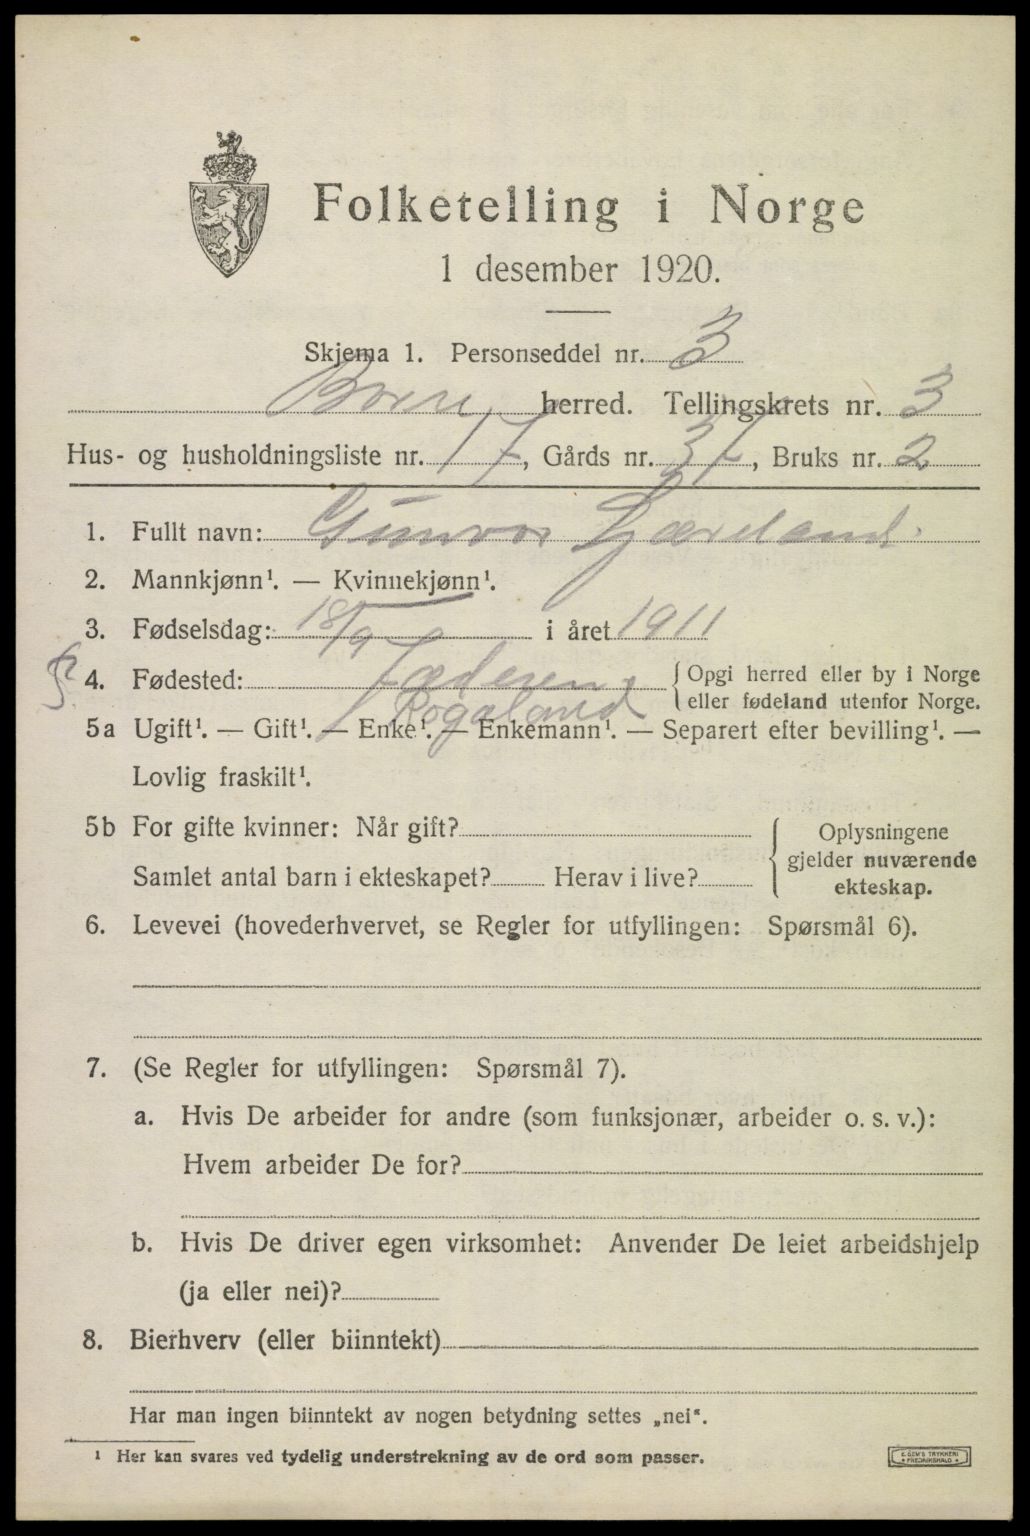 Folketelling i Norge
1 desember 1920.
Skjema 1. Personseddel nr. 3
Borre herred. Tellingskrets nr. 3
Hus- og husholdningsliste nr. 17, Gårds nr. 37, Bruks nr. 2
1. Fullt navn: Gunvor
2. Mannkjønn¹. — Kvinnekjønn¹.
3. Fødselsdag: 18/9 i året 1911
4. Fødested: Jæderen { Opgi herred eller by i Norge
Rogaland eller fødeland utenfor Norge.
5a Ugift¹. — Gift¹. — Enke¹. — Enkemann¹. — Separert efter bevilling¹. —
Lovlig fraskilt¹.
5b For gifte kvinner: Når gift? { Oplysningene
gjelder nuværende
Samlet antal barn i ekteskapet? Herav i live? ekteskap.
6. Levevei (hovederhvervet, se Regler for utfyllingen: Spørsmål 6).
7. (Se Regler for utfyllingen: Spørsmål 7).
a. Hvis De arbeider for andre (som funksjonær, arbeider o. s. v.):
Hvem arbeider De for?
b. Hvis De driver egen virksomhet: Anvender De leiet arbeidshjelp
(ja eller nei)?
8. Bierhverv (eller biinntekt)
Har man ingen biinntekt av nogen betydning settes „nei“.
¹ Her kan svares ved tydelig understrekning av de ord som passer.
E. SEM'S TRYKKERI
FREDRIKSHALD